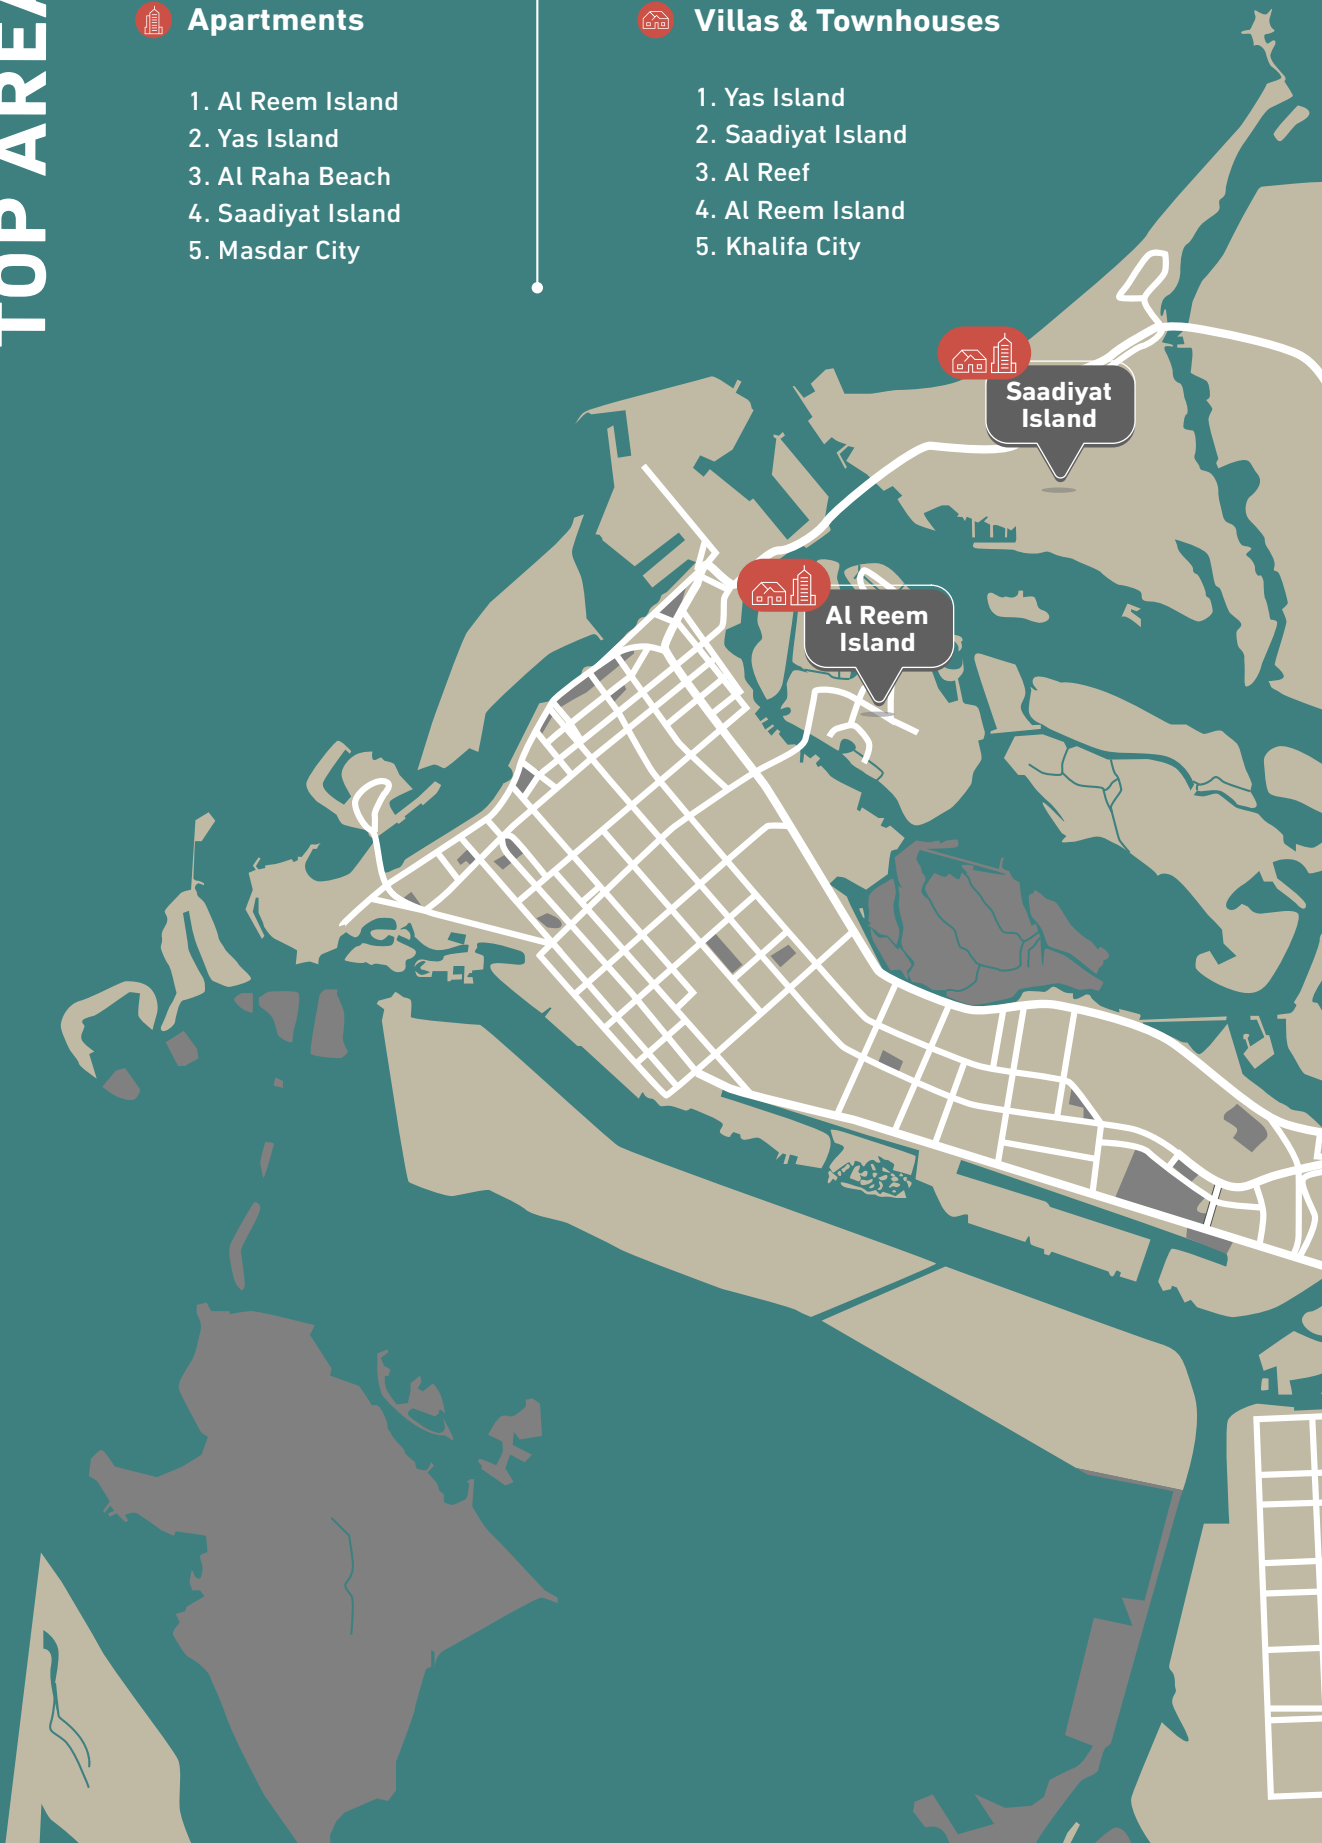 TOP AREA
Apartments
1. Al Reem Island
2. Yas Island
3. Al Raha Beach
4. Saadiyat Island
5. Masdar City
Villas & Townhouses
1. Yas Island
2. Saadiyat Island
3. Al Reef
4. Al Reem Island
5. Khalifa City
Saadiyat
Island
Al Reem
Island